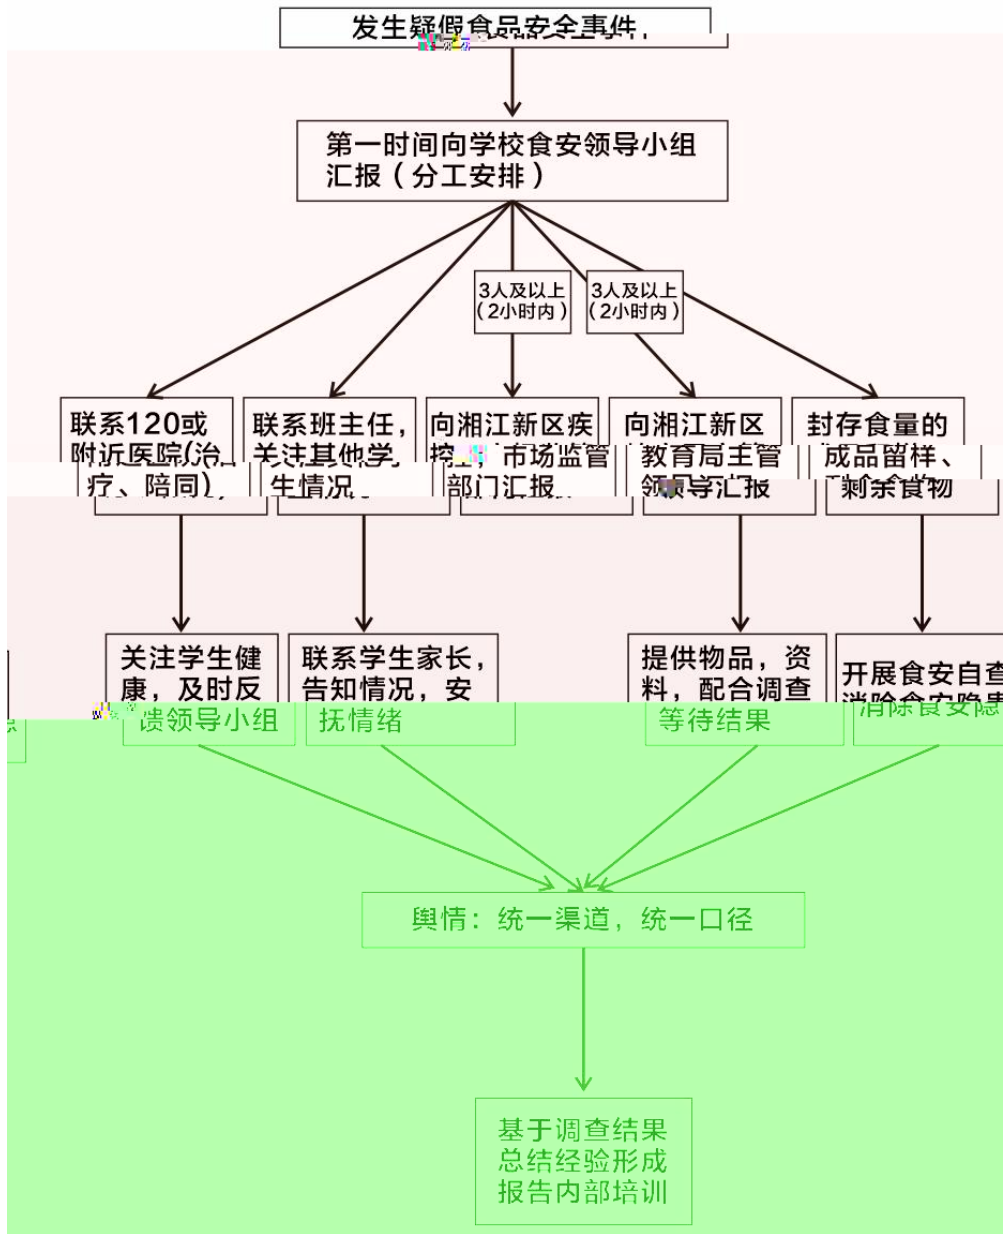 发生疑假食品安全事件
第一时间向学校食安领导小组
汇报（分工安排）
3人及以上
（2小时内）
3人及以上
（2小时内）
联系120或
附近医院(治
疗、陪同)
联系班主任，
关注其他学
生情况。
向湘江新区疾
控，市场监管
部门汇报
向湘江新区
教育局主管
领导汇报
封存食量的
成品留样、
剩余食物
关注学生健
康，及时反
馈领导小组
联系学生家长，
告知情况，安
抚情绪
提供物品，资
料，配合调查
等待结果
开展食安自查
消除食安隐患
舆情：统一渠道，统一口径
基于调查结果
总结经验形成
报告内部培训